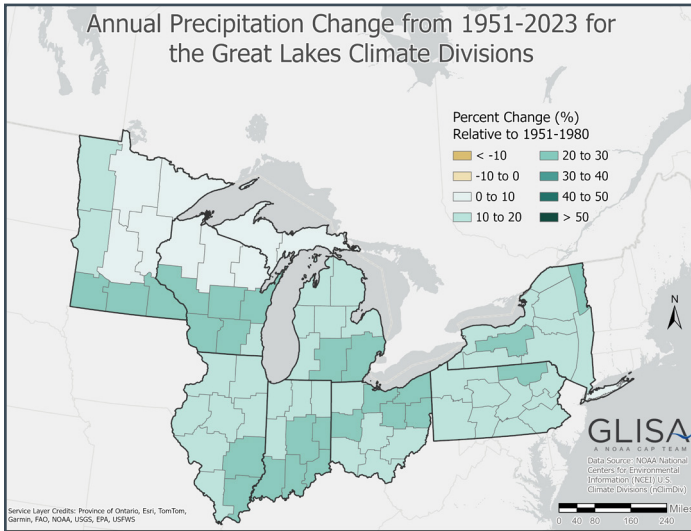 Annual Precipitation Change from 1951-2023 for
the Great Lakes Climate Divisions
Percent Change (%)
Relative to 1951-1980
< -10
-10 to 0
0 to 10
10 to 20
20 to 30
30 to 40
40 to 50
> 50
N
GLISA
A NOAA CAP TEAM
Data Source: NOAA National
Centers for Environmental
Information (NCEI) U.S.
Climate Divisions (nClimDiv)
Miles
0 40 80 160 240
Service Layer Credits: Province of Ontario, Esri, TomTom,
Garmin, FAO, NOAA, USGS, EPA, USFWS